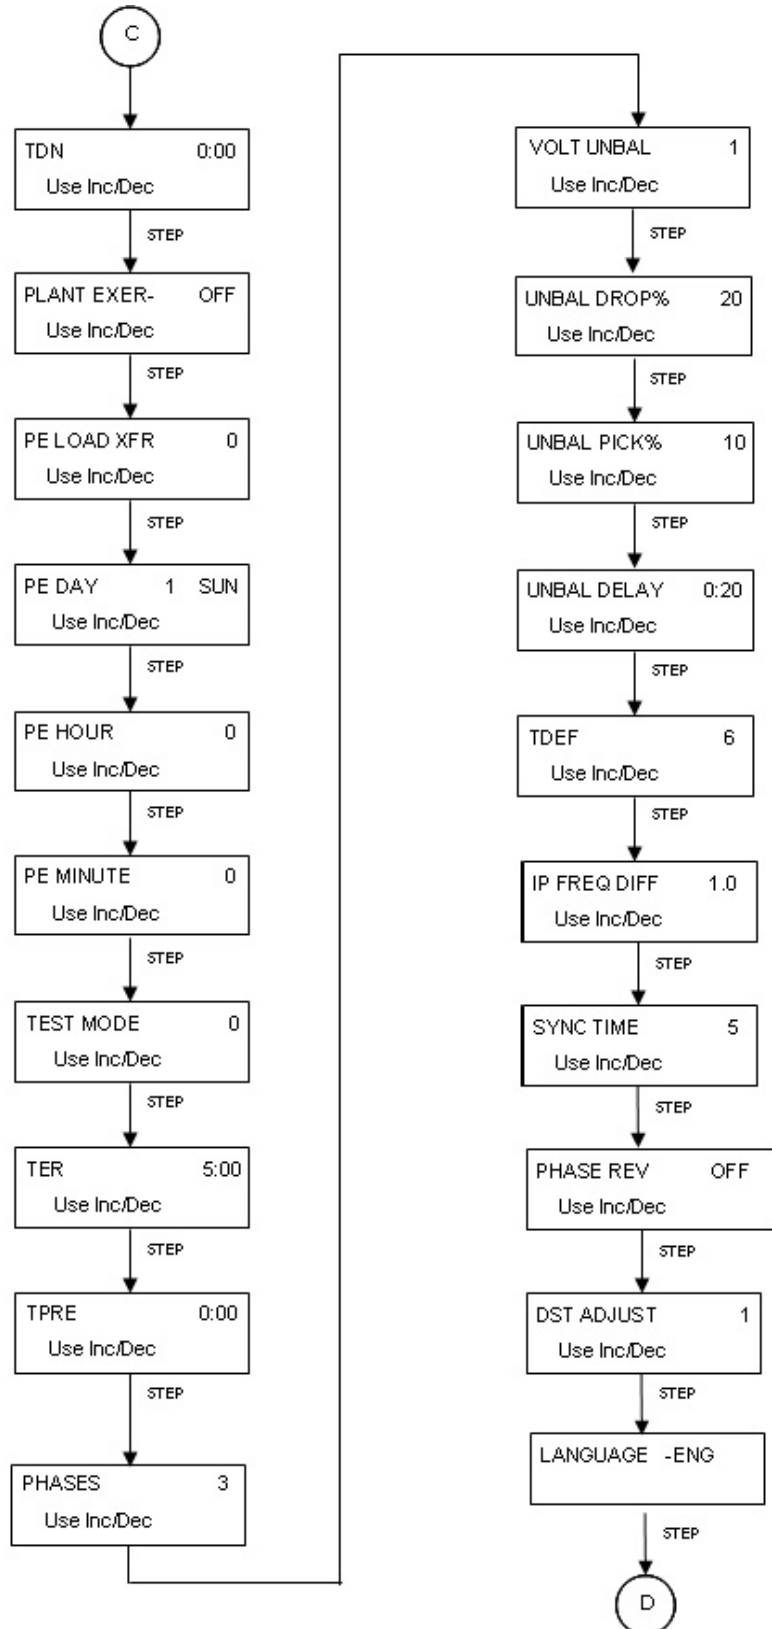 C
TDN 0:00
Use Inc/Dec
STEP
PLANT EXER- OFF
Use Inc/Dec
STEP
PE LOAD XFR 0
Use Inc/Dec
STEP
PE DAY 1 SUN
Use Inc/Dec
STEP
PE HOUR 0
Use Inc/Dec
STEP
PE MINUTE 0
Use Inc/Dec
STEP
TEST MODE 0
Use Inc/Dec
STEP
TER 5:00
Use Inc/Dec
STEP
TPRE 0:00
Use Inc/Dec
STEP
PHASES 3
Use Inc/Dec
VOLT UNBAL 1
Use Inc/Dec
STEP
UNBAL DROP% 20
Use Inc/Dec
STEP
UNBAL PICK% 10
Use Inc/Dec
STEP
UNBAL DELAY 0:20
Use Inc/Dec
STEP
TDEF 6
Use Inc/Dec
STEP
IP FREQ DIFF 1.0
Use Inc/Dec
STEP
SYNC TIME 5
Use Inc/Dec
STEP
PHASE REV OFF
Use Inc/Dec
STEP
DST ADJUST 1
Use Inc/Dec
STEP
LANGUAGE -ENG
STEP
D